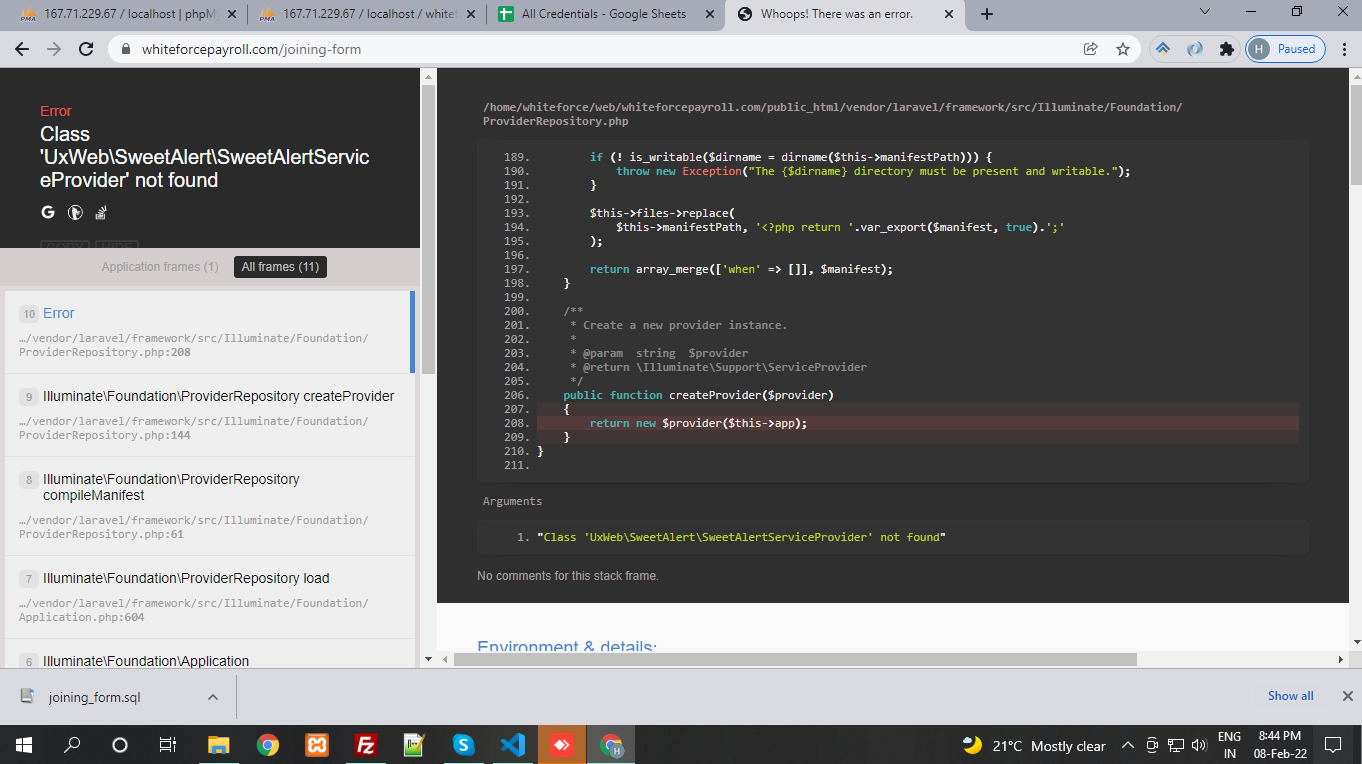 167.71.229.67 / localhost | phpMy
167.71.229.67 / localhost / whitef
All Credentials - Google Sheets
Whoops! There was an error.
whiteforcepayroll.com/joining-form
H Paused
Error
Class
'UxWeb\SweetAlert\SweetAlertServic
eProvider' not found
COPY HIDE
Application frames (1) All frames (11)
10 Error
…/vendor/laravel/framework/src/Illuminate/Foundation/
ProviderRepository.php:208
9 Illuminate\Foundation\ProviderRepository createProvider
…/vendor/laravel/framework/src/Illuminate/Foundation/
ProviderRepository.php:144
8 Illuminate\Foundation\ProviderRepository
compileManifest
…/vendor/laravel/framework/src/Illuminate/Foundation/
ProviderRepository.php:61
7 Illuminate\Foundation\ProviderRepository load
…/vendor/laravel/framework/src/Illuminate/Foundation/
Application.php:604
6 Illuminate\Foundation\Application
/home/whiteforce/web/whiteforcepayroll.com/public_html/vendor/laravel/framework/src/Illuminate/Foundation/
ProviderRepository.php
189. if (! is_writable($dirname = dirname($this->manifestPath))) {
190. throw new Exception("The {$dirname} directory must be present and writable.");
191. }
192.
193. $this->files->replace(
194. $this->manifestPath, '<?php return '.var_export($manifest, true).';'
195. );
196.
197. return array_merge(['when' => []], $manifest);
198. }
199.
200. /**
201. * Create a new provider instance.
202. *
203. * @param string $provider
204. * @return \Illuminate\Support\ServiceProvider
205. */
206. public function createProvider($provider)
207. {
208. return new $provider($this->app);
209. }
210. }
211.
Arguments
1. "Class 'UxWeb\SweetAlert\SweetAlertServiceProvider' not found"
No comments for this stack frame.
Environment & details:
joining_form.sql
Show all
21°C Mostly clear
ENG
IN
8:44 PM
08-Feb-22